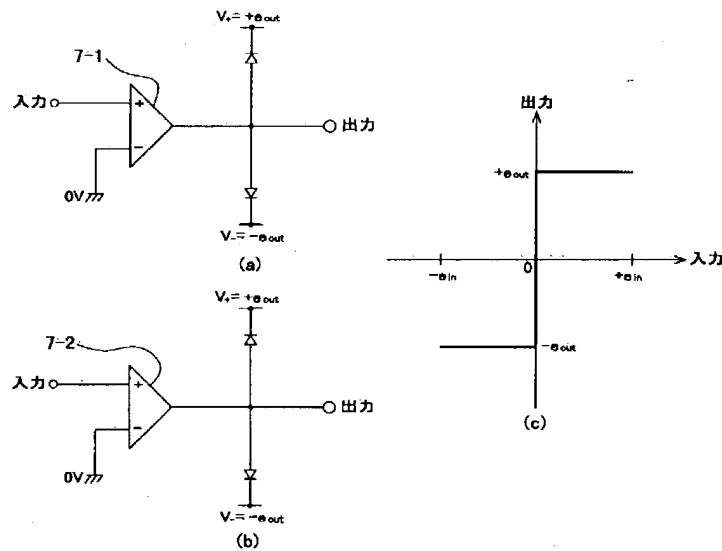 V₊=+eout
7-1
入力
+
−
出力
0V
V₋=−eout
(a)
V₊=+eout
7-2
入力
+
−
出力
0V
V₋=−eout
(b)
出力
+eout
−ein
0
+ein
入力
−eout
(c)